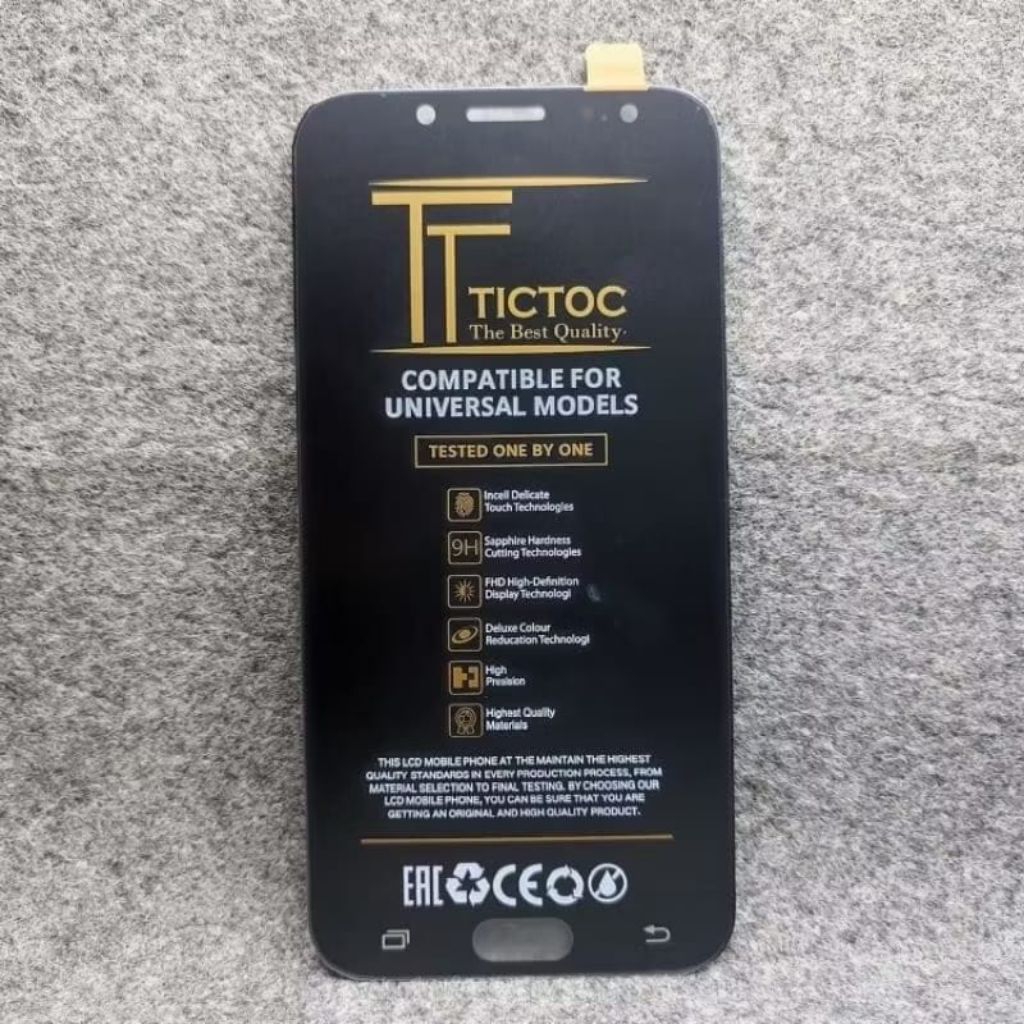 TT
TICTOC
The Best Quality
COMPATIBLE FOR
UNIVERSAL MODELS
TESTED ONE BY ONE
Incell Delicate
Touch Technologies
9H
Sapphire Hardness
Cutting Technologies
FHD High-Definition
Display Technologi
Deluxe Colour
Reducation Technologi
High
Presision
Highest Quality
Materials
THIS LCD MOBILE PHONE AT THE MAINTAIN THE HIGHEST
QUALITY STANDARDS IN EVERY PRODUCTION PROCESS, FROM
MATERIAL SELECTION TO FINAL TESTING. BY CHOOSING OUR
LCD MOBILE PHONE, YOU CAN BE SURE THAT YOU ARE
GETTING AN ORIGINAL AND HIGH QUALITY PRODUCT.
EAC CE